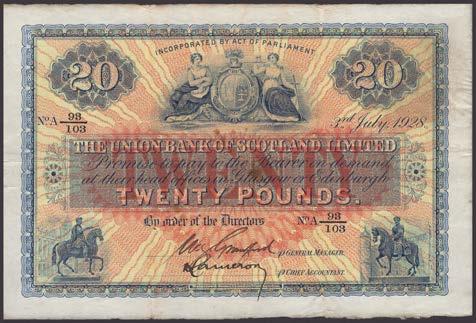 INCORPORATED BY ACT OF PARLIAMENT
20 20
No A 93/103 3rd July, 1928
THE UNION BANK OF SCOTLAND LIMITED
Promise to pay to the Bearer on demand
at their head offices in Glasgow or Edinburgh
TWENTY POUNDS.
By order of the Directors No A 93/103
p GENERAL MANAGER.
p CHIEF ACCOUNTANT.